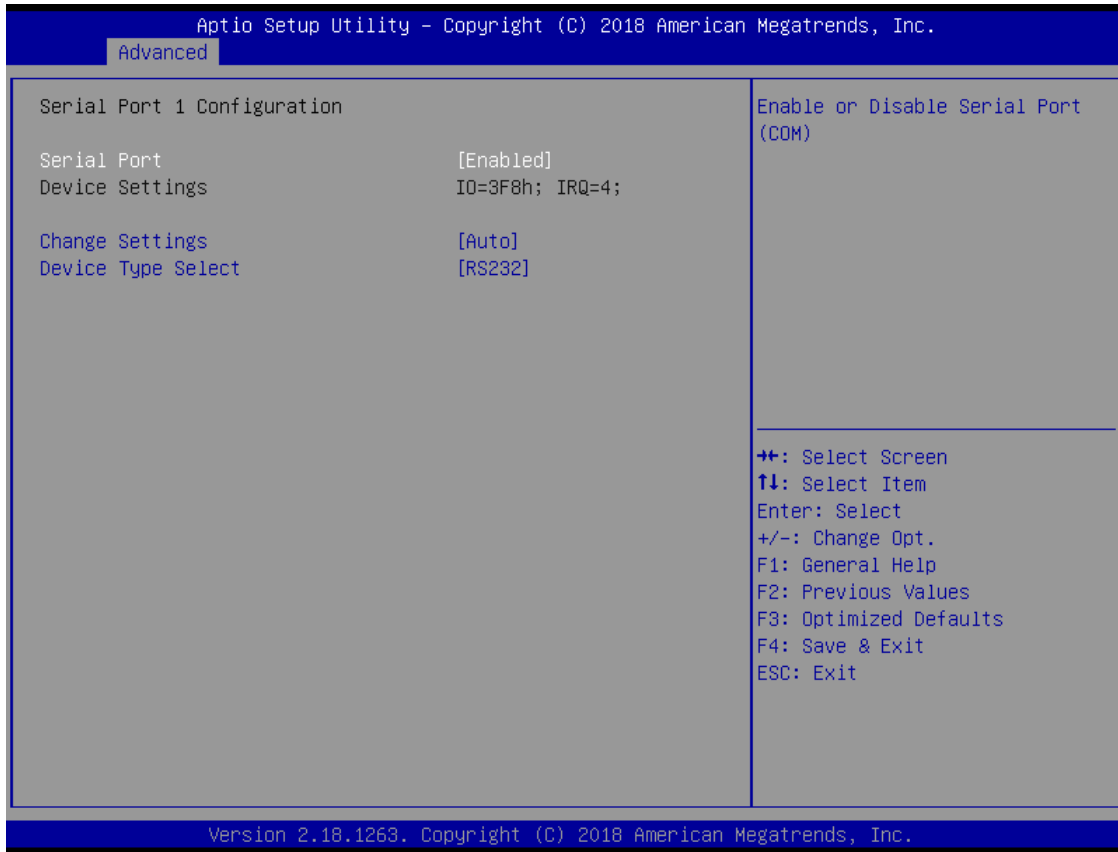 Aptio Setup Utility – Copyright (C) 2018 American Megatrends, Inc.
Advanced
Serial Port 1 Configuration
Serial Port [Enabled]
Device Settings IO=3F8h; IRQ=4;
Change Settings [Auto]
Device Type Select [RS232]
Enable or Disable Serial Port
(COM)
→←: Select Screen
↑↓: Select Item
Enter: Select
+/-: Change Opt.
F1: General Help
F2: Previous Values
F3: Optimized Defaults
F4: Save & Exit
ESC: Exit
Version 2.18.1263. Copyright (C) 2018 American Megatrends, Inc.